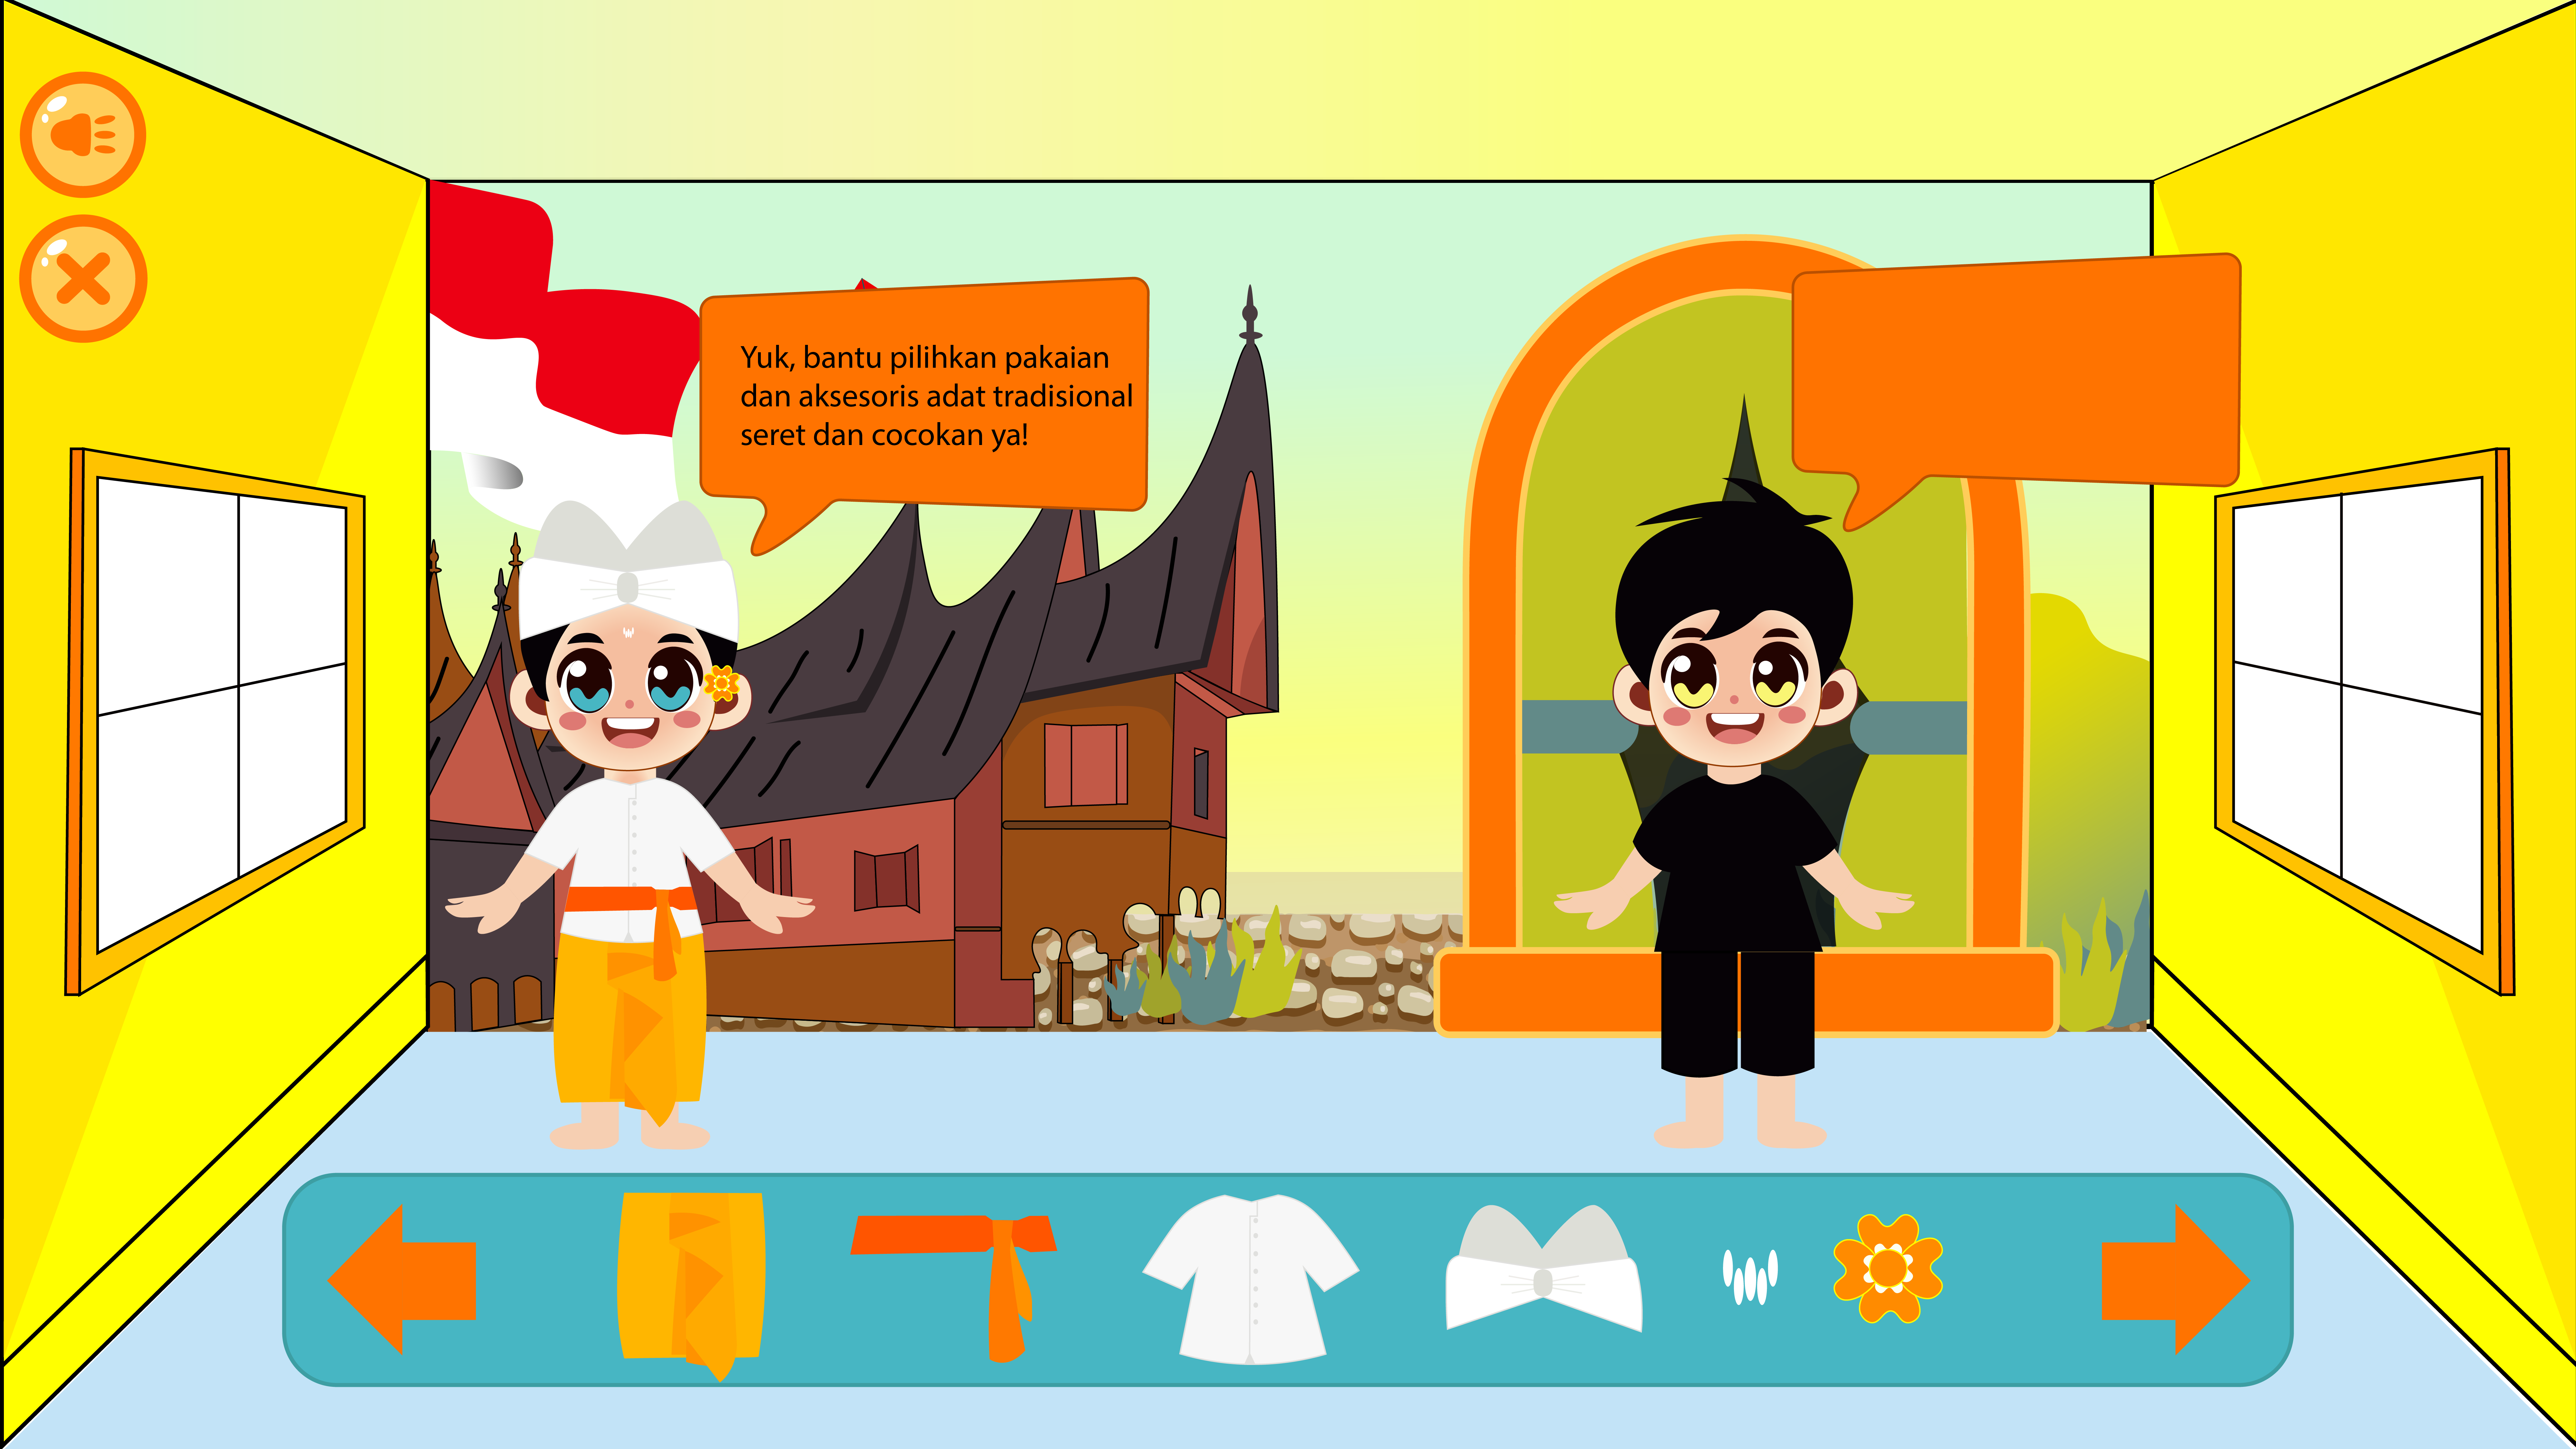 Yuk, bantu pilihkan pakaian
dan aksesoris adat tradisional
seret dan cocokan ya!